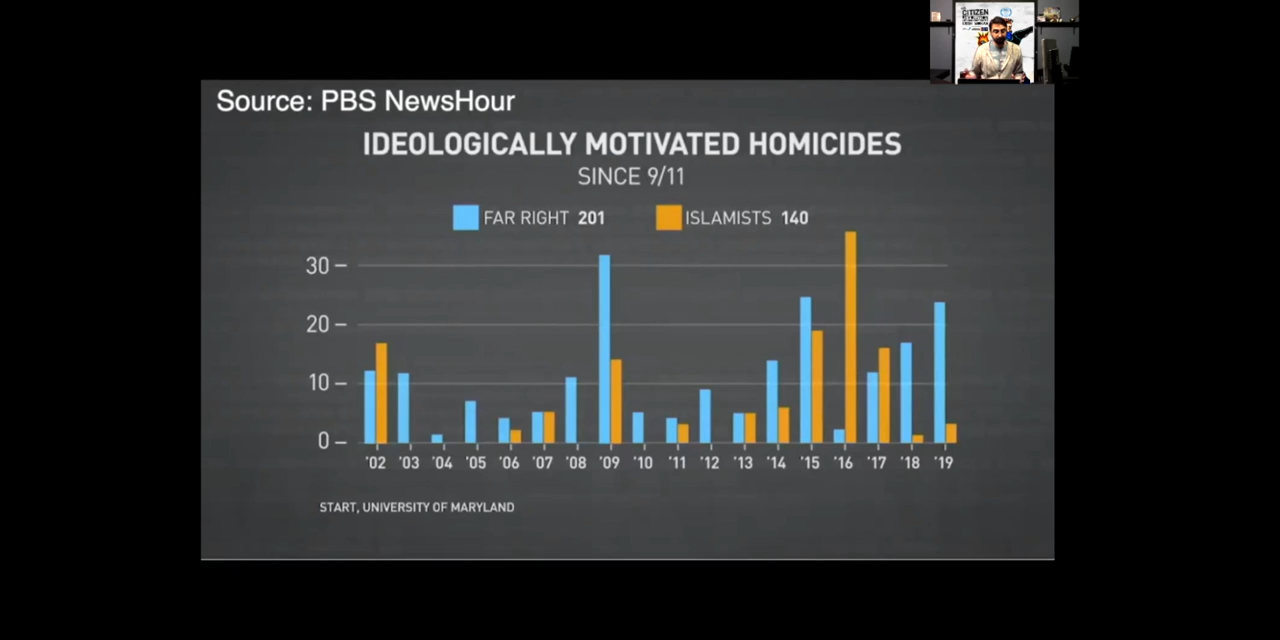 CITIZEN
REVOLUTION
Source: PBS NewsHour
IDEOLOGICALLY MOTIVATED HOMICIDES
SINCE 9/11
FAR RIGHT 201 ISLAMISTS 140
30
20
10
0
'02 '03 '04 '05 '06 '07 '08 '09 '10 '11 '12 '13 '14 '15 '16 '17 '18 '19
START, UNIVERSITY OF MARYLAND